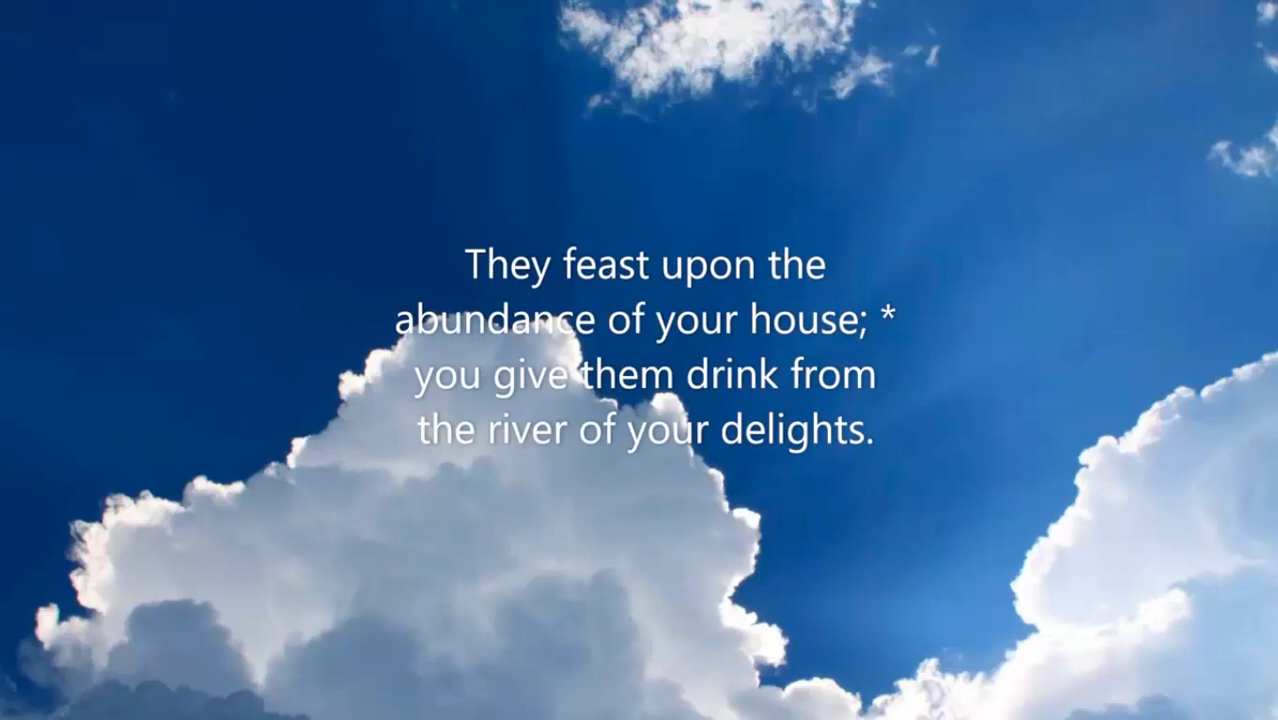 They feast upon the
abundance of your house; *
you give them drink from
the river of your delights.